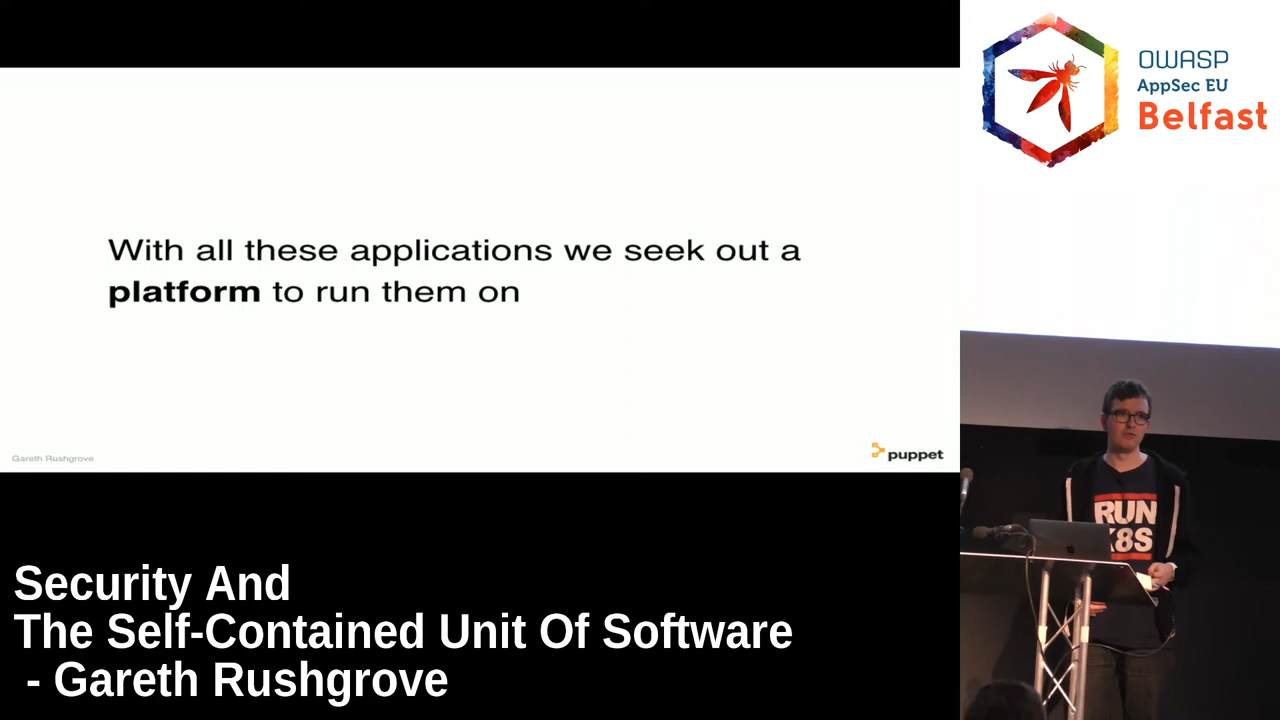 With all these applications we seek out a
platform to run them on
Gareth Rushgrove
puppet
OWASP
AppSec EU
Belfast
RUN
K8S
Security And
The Self-Contained Unit Of Software
- Gareth Rushgrove